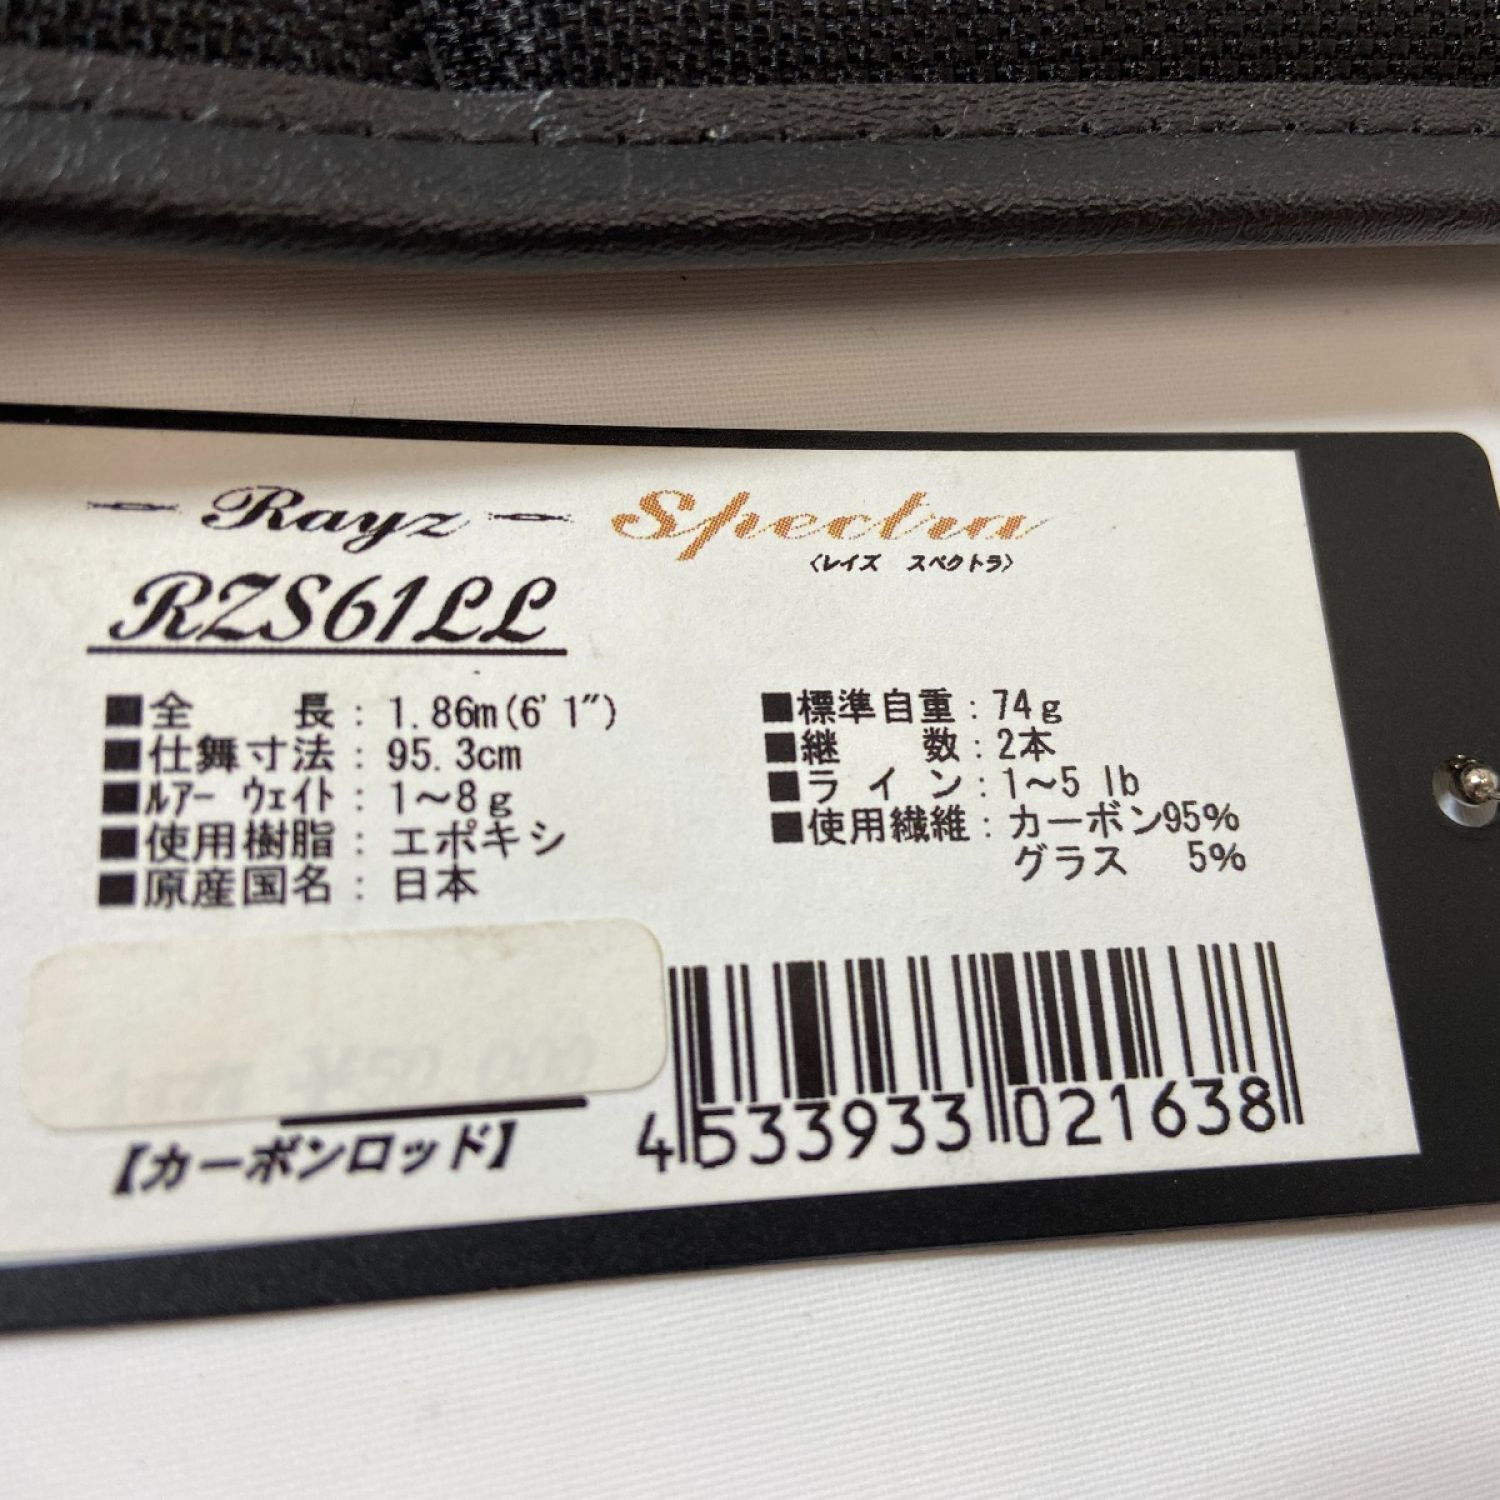 Rayz Spectra
〈レイズ スペクトラ〉
RZS61LL
■全長：1.86m(6'1")
■仕舞寸法：95.3cm
■ﾙｱｰ ｳｪｲﾄ：1～8g
■使用樹脂：エポキシ
■原産国名：日本
■標準自重：74g
■継数：2本
■ライン：1～5 lb
■使用繊維：カーボン95%
グラス 5%
【カーボンロッド】
4533933021638